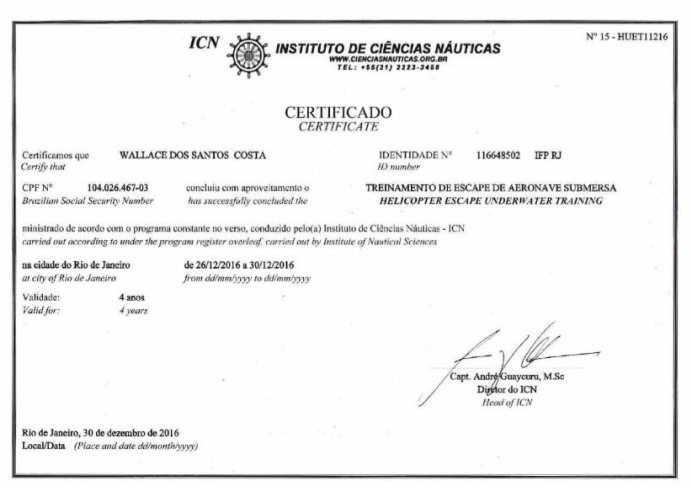 Nº 15 - HUET11216
ICN INSTITUTO DE CIÊNCIAS NÁUTICAS
WWW.CIENCIASNAUTICAS.ORG.BR
TEL: +55(21) 2223-3458
CERTIFICADO
CERTIFICATE
Certificamos que WALLACE DOS SANTOS COSTA IDENTIDADE Nº 116648502 IFP RJ
Certify that ID number
CPF Nº 104.026.467-03 concluiu com aproveitamento o TREINAMENTO DE ESCAPE DE AERONAVE SUBMERSA
Brazilian Social Security Number has successfully concluded the HELICOPTER ESCAPE UNDERWATER TRAINING
ministrado de acordo com o programa constante no verso, conduzido pelo(a) Instituto de Ciências Náuticas - ICN
carried out according to under the program register overleaf, carried out by Institute of Nautical Sciences
na cidade do Rio de Janeiro de 26/12/2016 a 30/12/2016
at city of Rio de Janeiro from dd/mm/yyyy to dd/mm/yyyy
Validade: 4 anos
Valid for: 4 years
Capt. André Guaycuru, M.Sc
Diretor do ICN
Head of ICN
Rio de Janeiro, 30 de dezembro de 2016
Local/Data (Place and date dd/month/yyyy)